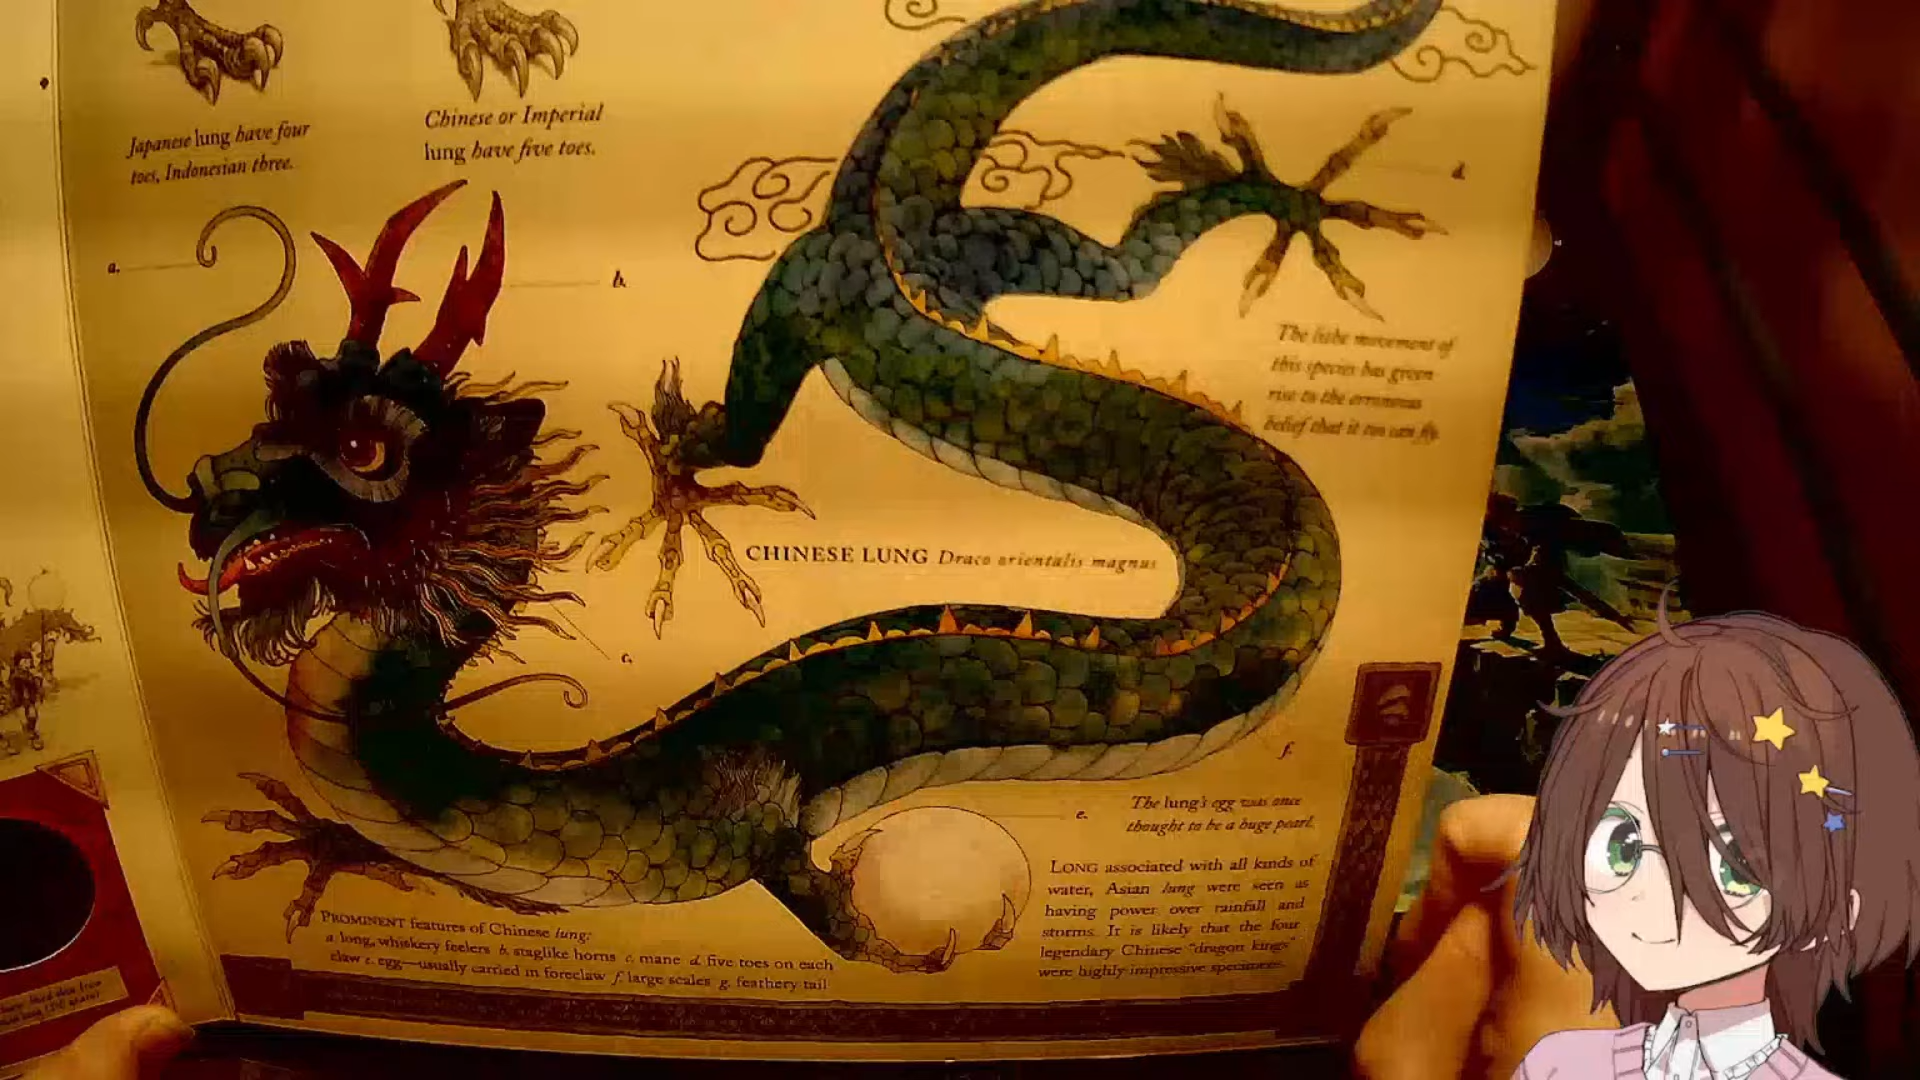 Japanese lung have four
toes, Indonesian three.
Chinese or Imperial
lung have five toes.
a.
b.
d.
The lithe movement of
this species has given
rise to the erroneous
belief that it too can fly.
CHINESE LUNG Draco orientalis magnus
c.
f.
e.
The lung's egg was once
thought to be a huge pearl.
LONG associated with all kinds of
water, Asian lung were seen as
having power over rainfall and
storms. It is likely that the four
legendary Chinese "dragon kings"
were highly impressive specimens.
PROMINENT features of Chinese lung:
a. long, whiskery feelers b. staglike horns c. mane d. five toes on each
claw e. egg—usually carried in foreclaw f. large scales g. feathery tail